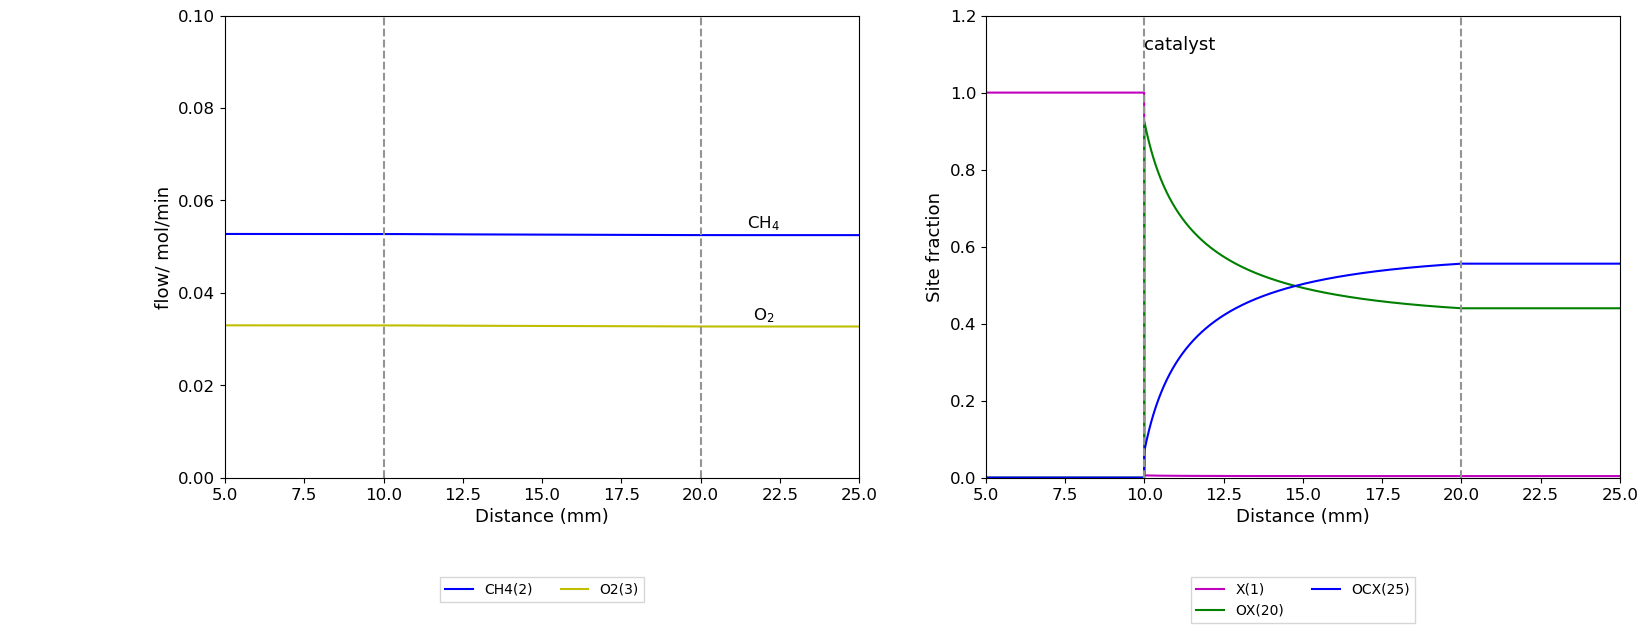 0.10
0.08
0.06
0.04
0.02
0.00
flow/ mol/min
CH₄
O₂
5.0 7.5 10.0 12.5 15.0 17.5 20.0 22.5 25.0
Distance (mm)
CH4(2) O2(3)
1.2
1.0
0.8
0.6
0.4
0.2
0.0
Site fraction
catalyst
5.0 7.5 10.0 12.5 15.0 17.5 20.0 22.5 25.0
Distance (mm)
X(1) OCX(25)
OX(20)